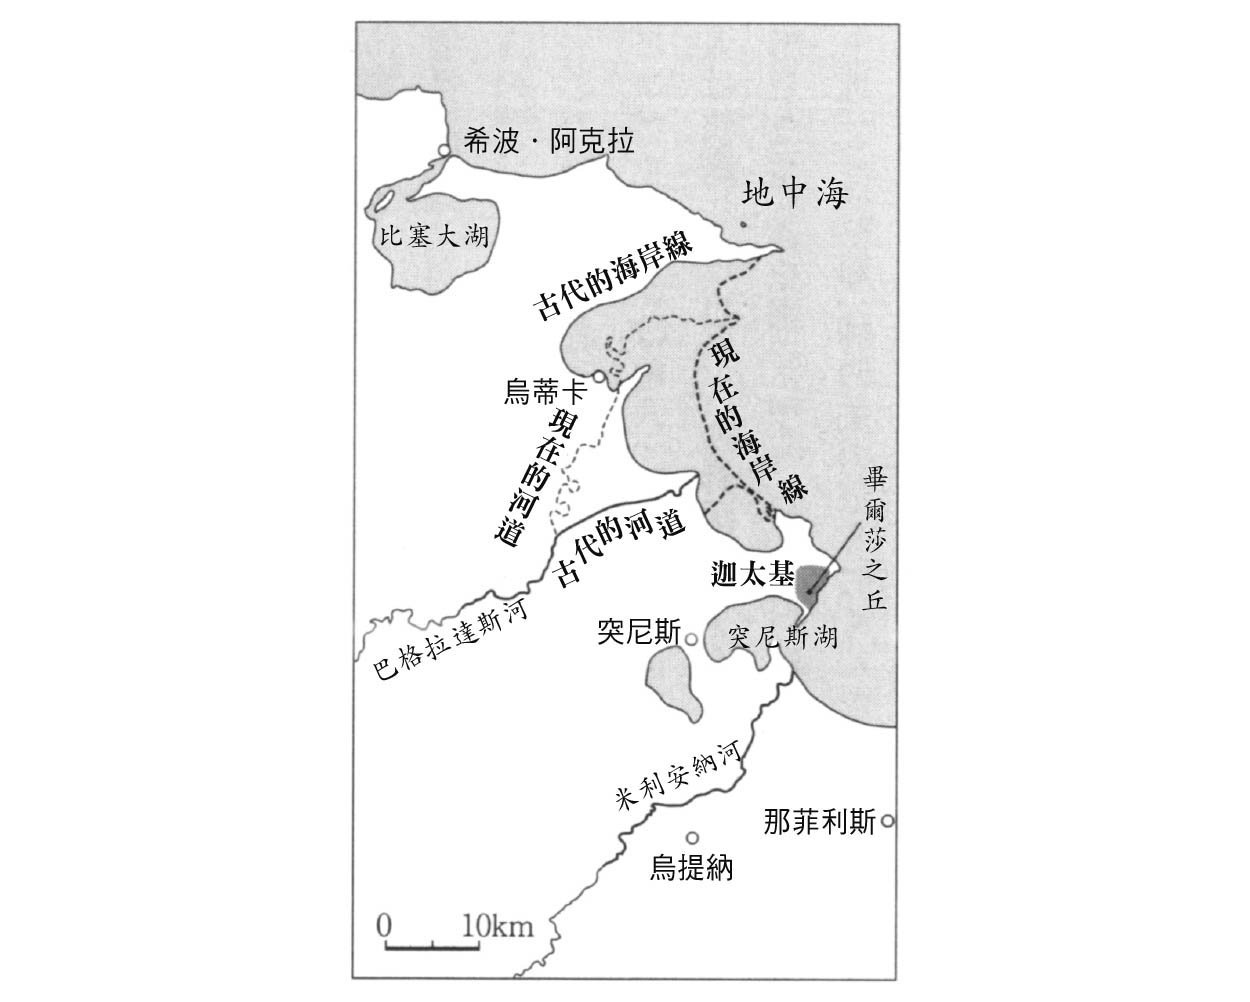 希波·阿克拉
地中海
比塞大湖
古代的海岸線
現在的海岸線
烏蒂卡
現在的河道
畢爾莎之丘
古代的河道
迦太基
巴格拉達斯河
突尼斯
突尼斯湖
米利安納河
那菲利斯
烏提納
0 10km